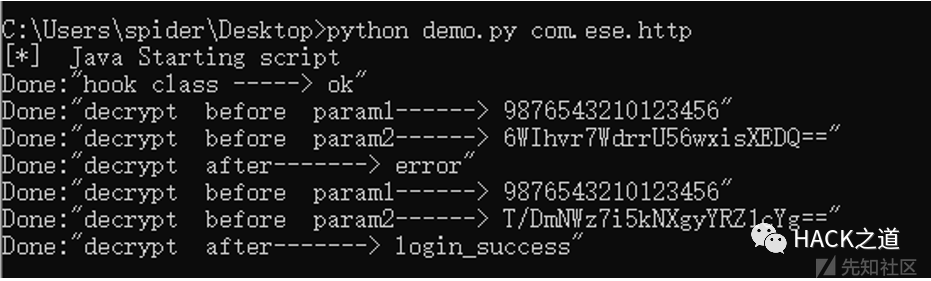 C:\Users\spider\Desktop>python demo.py com.ese.http
[*]  Java Starting script
Done:"hook class -----> ok"
Done:"decrypt  before  param1------> 9876543210123456"
Done:"decrypt  before  param2------> 6WIhvr7WdrrU56wxisXEDQ=="
Done:"decrypt  after-------> error"
Done:"decrypt  before  param1------> 9876543210123456"
Done:"decrypt  before  param2------> T/DmNWz7i5kNXgyYRZ1cYg=="
Done:"decrypt  after-------> login_success"
HACK之道
先知社区